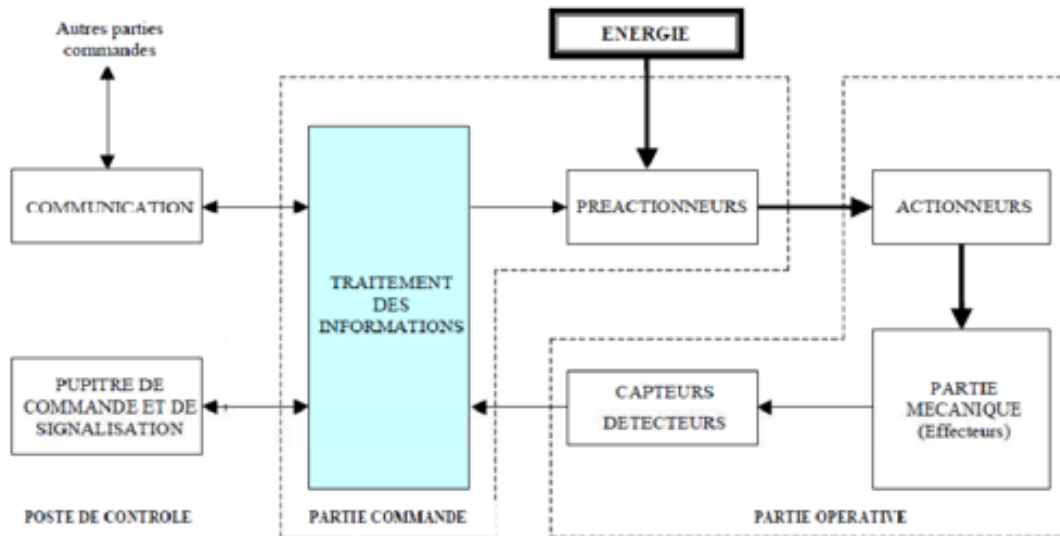 Autres parties
commandes
ENERGIE
COMMUNICATION
PREACTIONNEURS
ACTIONNEURS
TRAITEMENT
DES
INFORMATIONS
PUPITRE DE
COMMANDE ET DE
SIGNALISATION
CAPTEURS
DETECTEURS
PARTIE
MECANIQUE
(Effecteurs)
POSTE DE CONTROLE
PARTIE COMMANDE
PARTIE OPERATIVE